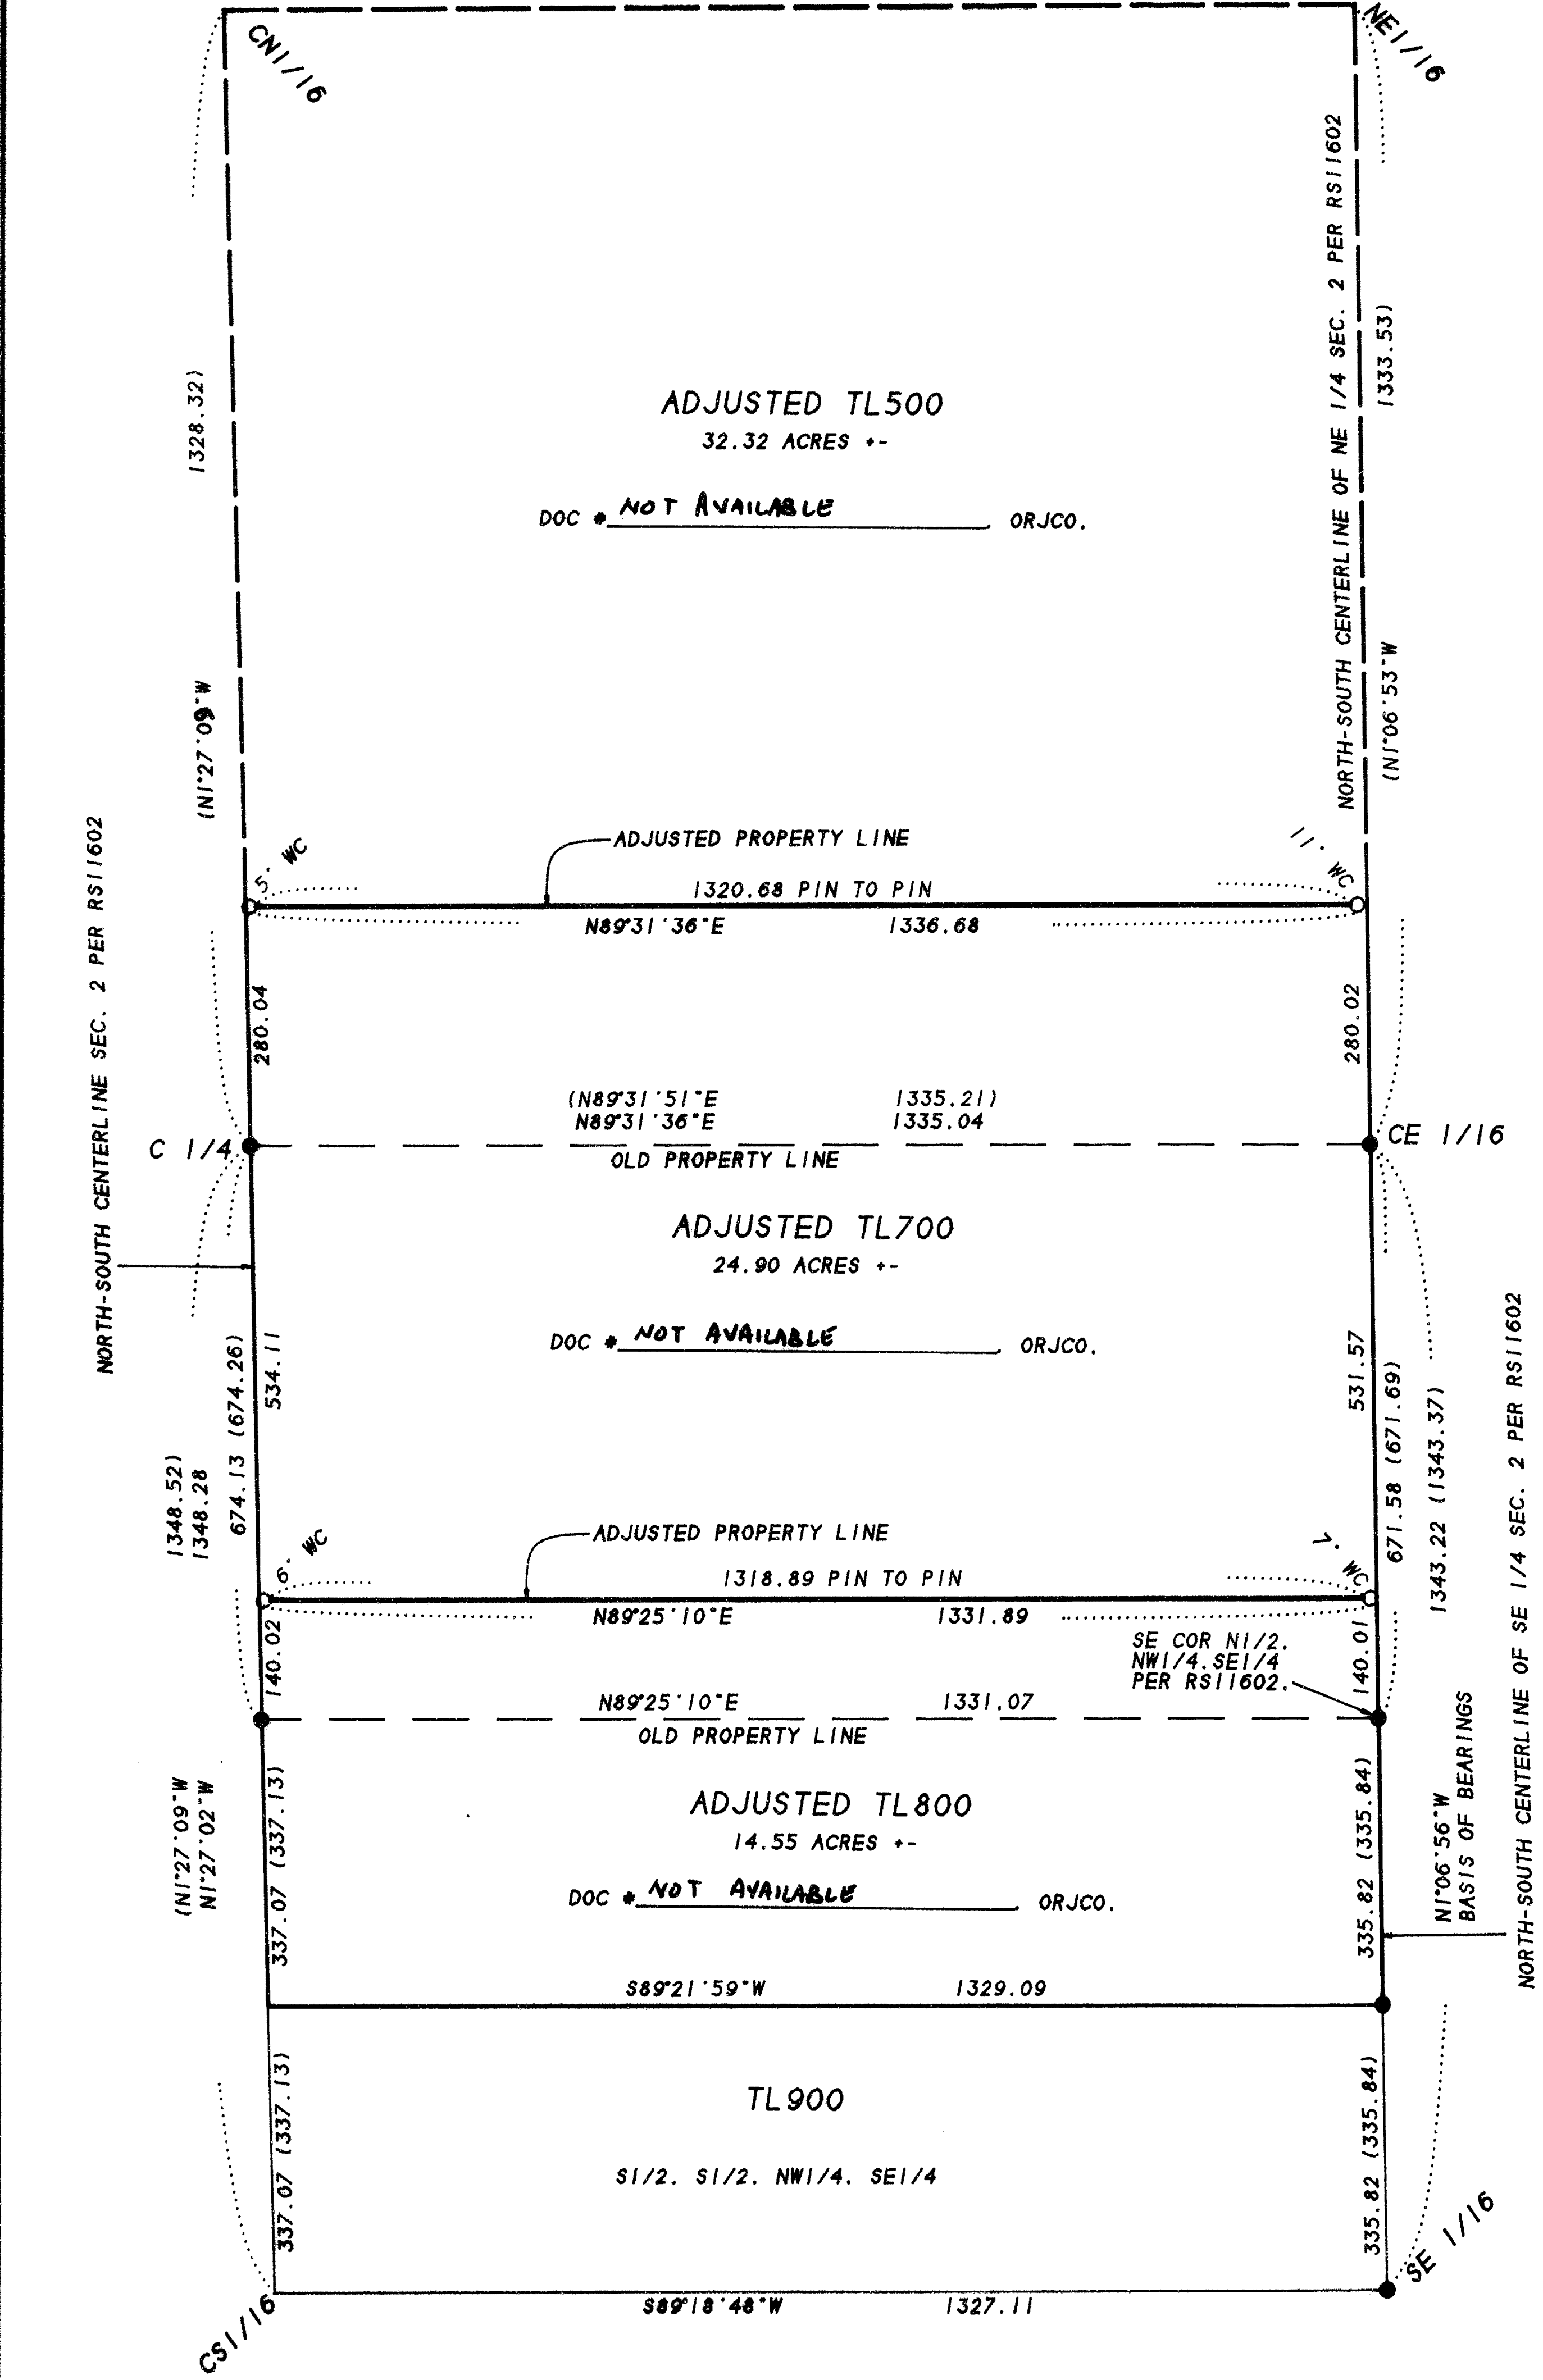 CN1/16
NE1/16
NORTH-SOUTH CENTERLINE OF NE 1/4 SEC. 2 PER RS11602
1328.32)
(N1°27'09"W
1333.53)
(N1°06'53"W
ADJUSTED TL500
32.32 ACRES +-
DOC # NOT AVAILABLE ORJCO.
NORTH-SOUTH CENTERLINE SEC. 2 PER RS11602
5' WC
11' WC
ADJUSTED PROPERTY LINE
1320.68 PIN TO PIN
N89°31'36"E 1336.68
280.04
280.02
(N89°31'51"E 1335.21)
N89°31'36"E 1335.04
C 1/4
CE 1/16
OLD PROPERTY LINE
ADJUSTED TL700
24.90 ACRES +-
DOC # NOT AVAILABLE ORJCO.
1348.52)
1348.28
674.13 (674.26)
534.11
531.57
671.58 (671.69)
1343.22 (1343.37)
NORTH-SOUTH CENTERLINE OF SE 1/4 SEC. 2 PER RS11602
6' WC
7' WC
ADJUSTED PROPERTY LINE
1318.89 PIN TO PIN
N89°25'10"E 1331.89
140.02
140.01
SE COR N1/2.
NW1/4.SE1/4
PER RS11602.
N89°25'10"E 1331.07
OLD PROPERTY LINE
(N1°27'09"W
N1°27'02"W
337.07 (337.13)
335.82 (335.84)
N1°06'56"W
BASIS OF BEARINGS
ADJUSTED TL800
14.55 ACRES +-
DOC # NOT AVAILABLE ORJCO.
S89°21'59"W 1329.09
337.07 (337.13)
335.82 (335.84)
TL900
S1/2. S1/2. NW1/4. SE1/4
CS1/16
SE 1/16
S89°18'48"W 1327.11